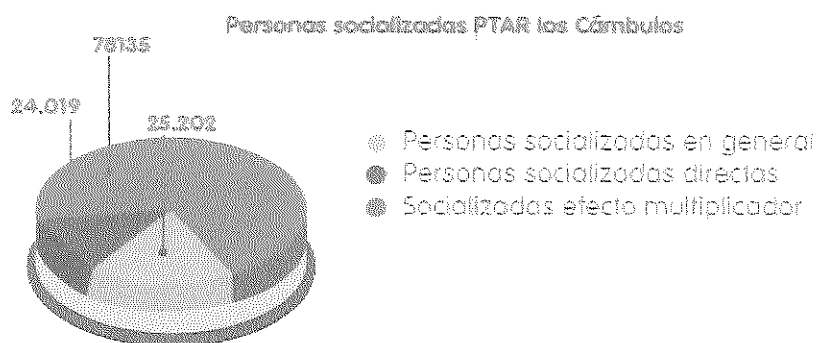 Personas socializadas PTAR los Cámbulos
78135
24.019
25.202
Personas socializadas en general
Personas socializadas directas
Socializadas efecto multiplicador